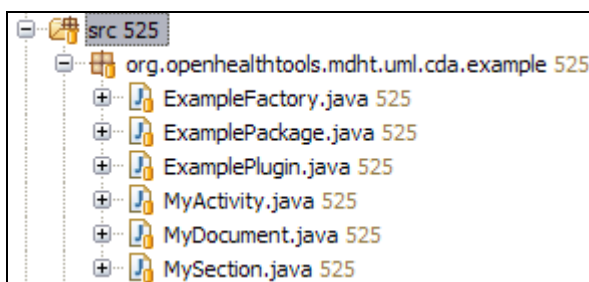 src 525
org.openhealthtools.mdht.uml.cda.example 525
ExampleFactory.java 525
ExamplePackage.java 525
ExamplePlugin.java 525
MyActivity.java 525
MyDocument.java 525
MySection.java 525